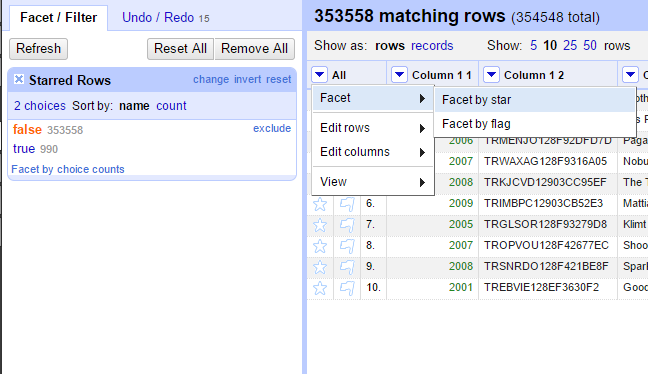 Facet / Filter Undo / Redo 15
Refresh Reset All Remove All
Starred Rows change invert reset
2 choices Sort by: name count
false 353558 exclude
true 990
Facet by choice counts
353558 matching rows (354548 total)
Show as: rows records Show: 5 10 25 50 rows
All Column 1 1 Column 1 2
Facet
Edit rows
Edit columns
View
Facet by star
Facet by flag
2006 TRMENJO128F92DFD7D Paga
2007 TRWAXAG128F9316A05 Nobu
2008 TRKJCVD12903CC95EF The T
6. 2009 TRIMBPC12903CB52E3 Mattia
7. 2005 TRGLSOR128F93279D8 Klimt
8. 2007 TROPVOU128F42677EC Shoo
9. 2008 TRSNRDO128F421BE8F Spark
10. 2001 TREBVIE128EF3630F2 Good